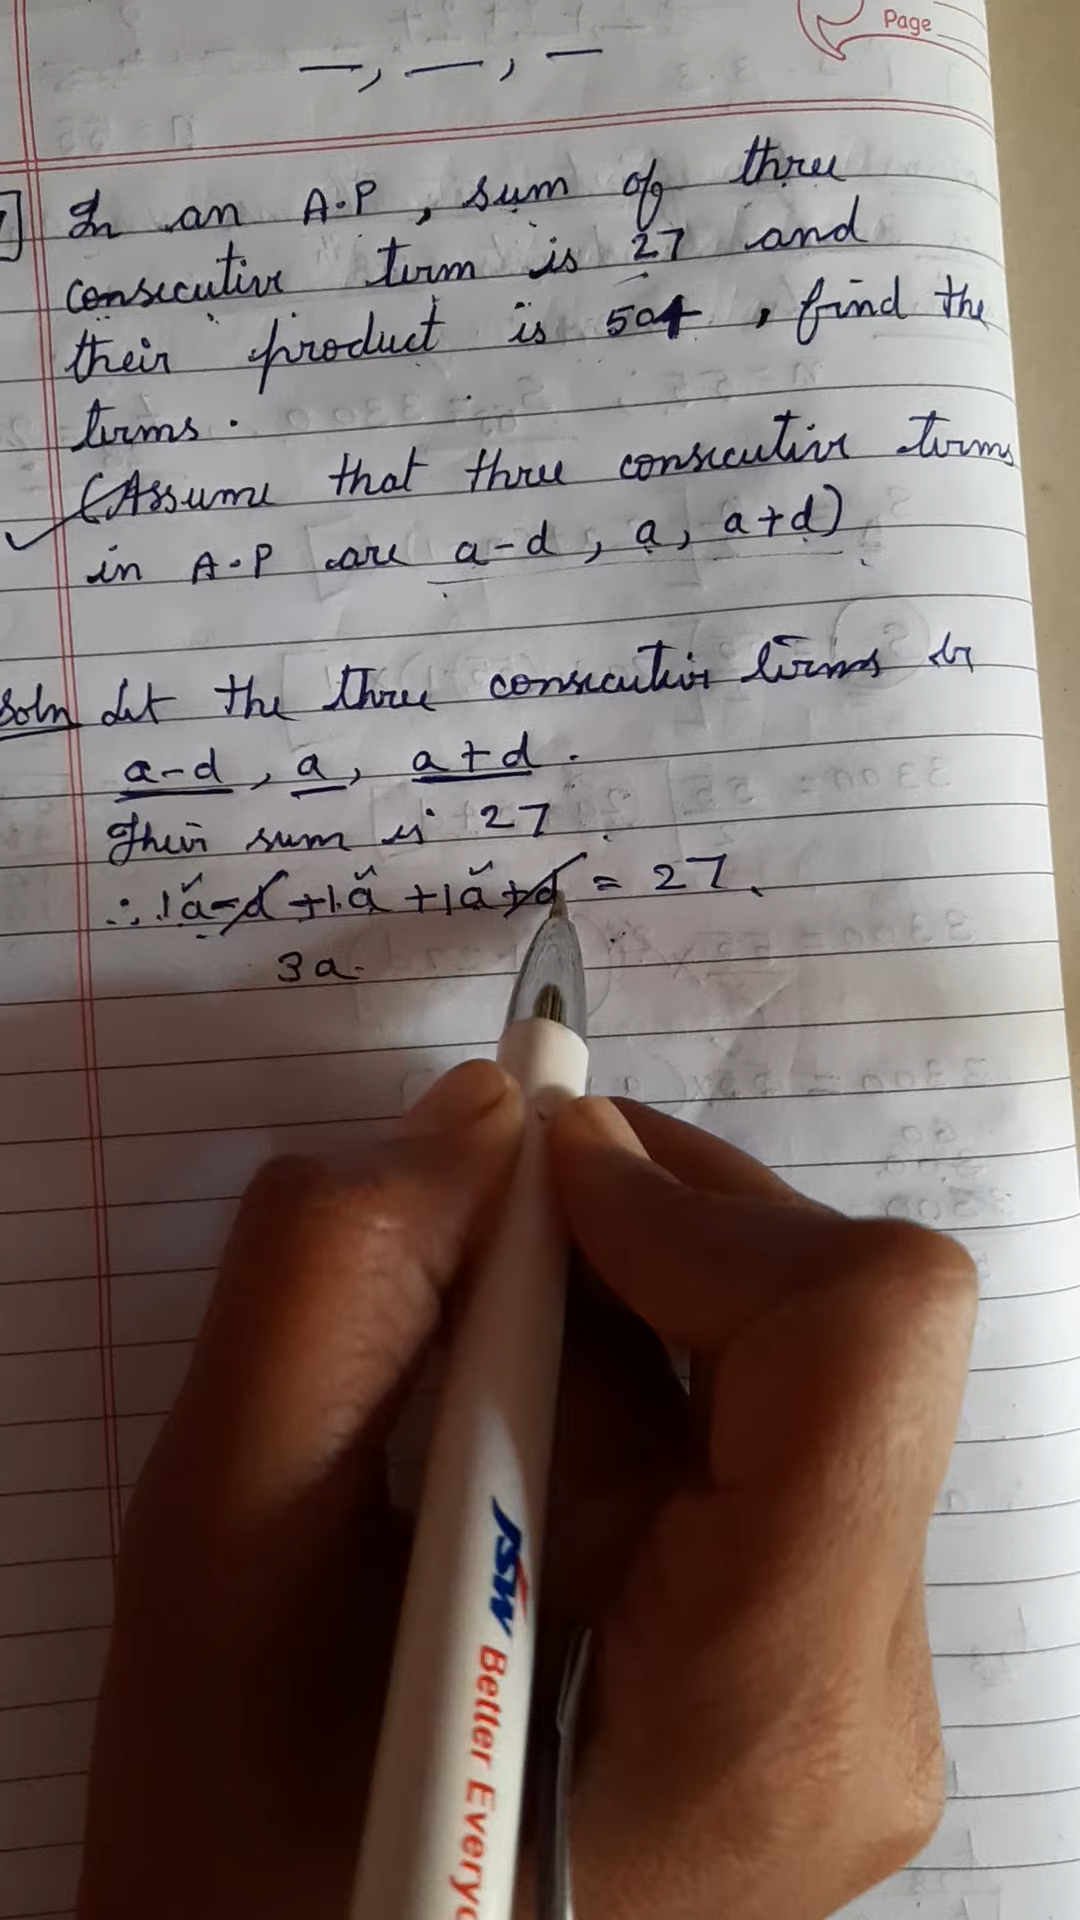 Page
—, —, —
In an A.P, sum of three
consecutive term is 27 and
their product is 504, find the
terms.
(Assume that three consecutive terms
in A.P are a-d, a, a+d)
Soln Let the three consecutive terms be
a-d, a, a+d.
Their sum is 27.
∴ 1a-d+1a+1a+d = 27.
3a
JSW Better Everyd